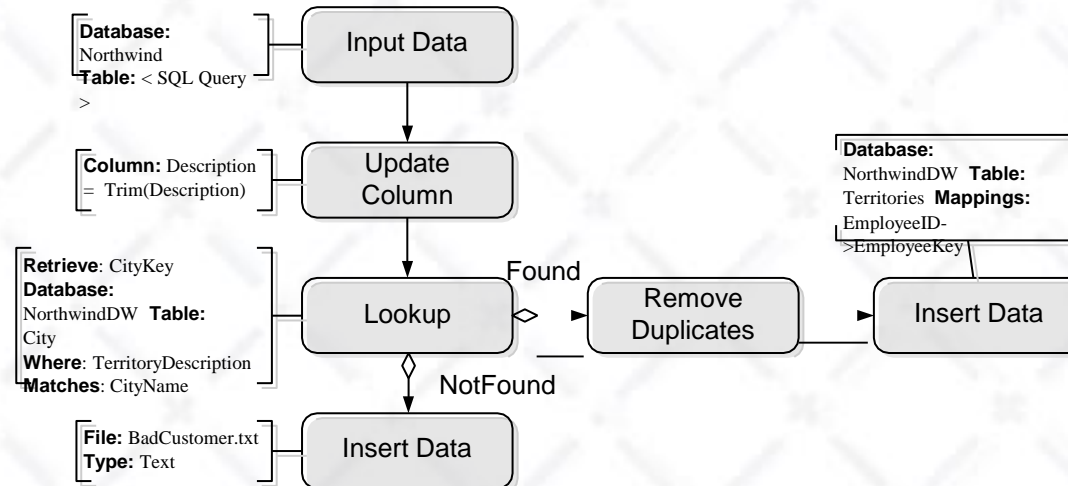 Database:
Northwind
Table: < SQL Query
>
Input Data
Column: Description
= Trim(Description)
Update
Column
Database:
NorthwindDW Table:
Territories Mappings:
EmployeeID-
>EmployeeKey
Retrieve: CityKey
Database:
NorthwindDW Table:
City
Where: TerritoryDescription
Matches: CityName
Lookup
Found
Remove
Duplicates
Insert Data
NotFound
File: BadCustomer.txt
Type: Text
Insert Data